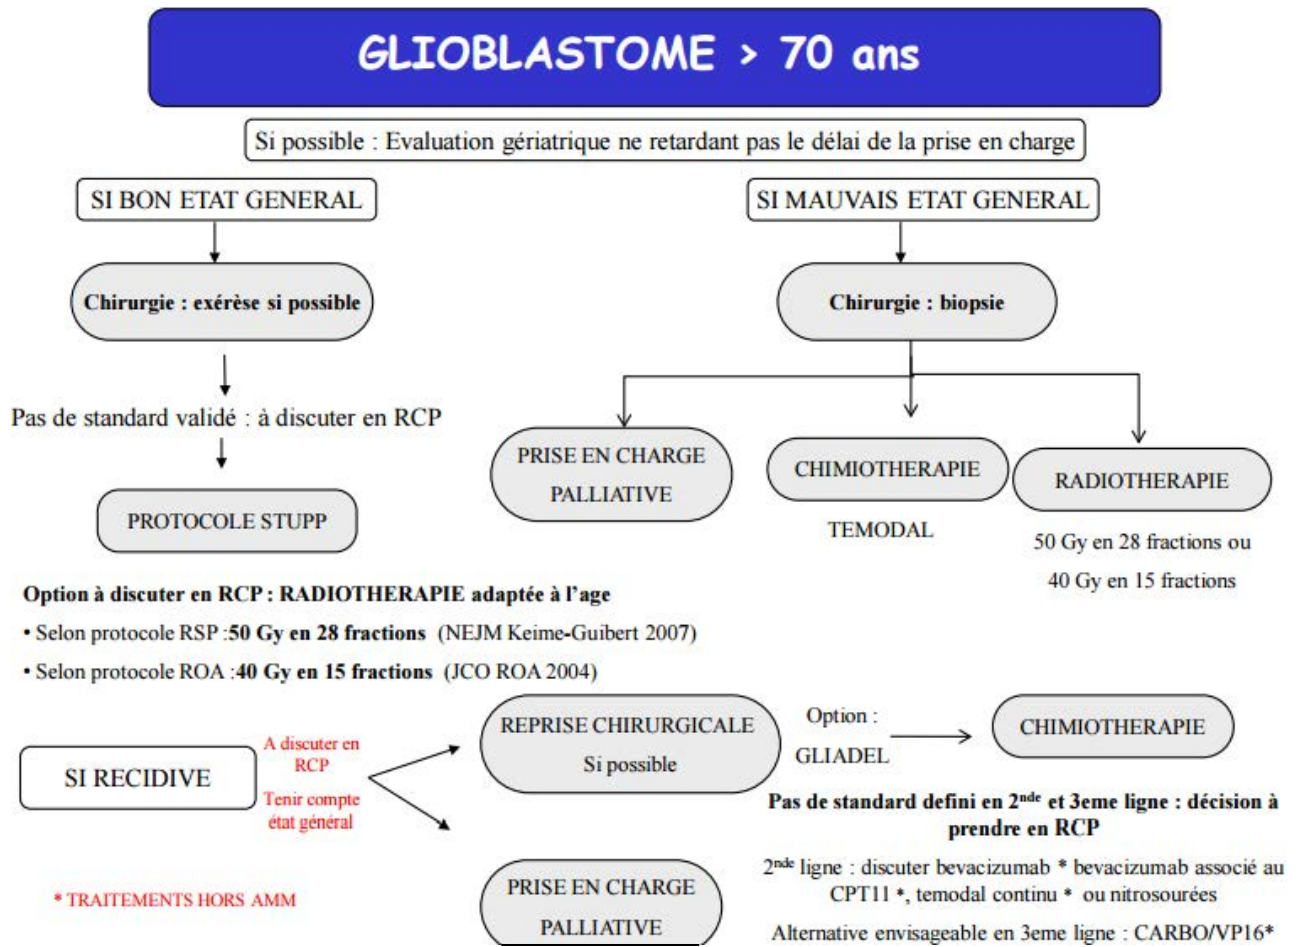 GLIOBLASTOME > 70 ans
Si possible : Evaluation gériatrique ne retardant pas le délai de la prise en charge
SI BON ETAT GENERAL
SI MAUVAIS ETAT GENERAL
Chirurgie : exérèse si possible
Chirurgie : biopsie
Pas de standard validé : à discuter en RCP
PROTOCOLE STUPP
PRISE EN CHARGE
PALLIATIVE
CHIMIOTHERAPIE
TEMODAL
RADIOTHERAPIE
50 Gy en 28 fractions ou
40 Gy en 15 fractions
Option à discuter en RCP : RADIOTHERAPIE adaptée à l’age
• Selon protocole RSP :50 Gy en 28 fractions (NEJM Keime-Guibert 2007)
• Selon protocole ROA :40 Gy en 15 fractions (JCO ROA 2004)
SI RECIDIVE
A discuter en
RCP
Tenir compte
état général
REPRISE CHIRURGICALE
Si possible
Option :
GLIADEL
CHIMIOTHERAPIE
PRISE EN CHARGE
PALLIATIVE
Pas de standard defini en 2nde et 3eme ligne : décision à
prendre en RCP
2nde ligne : discuter bevacizumab * bevacizumab associé au
CPT11 *, temodal continu * ou nitrosourées
Alternative envisageable en 3eme ligne : CARBO/VP16*
* TRAITEMENTS HORS AMM